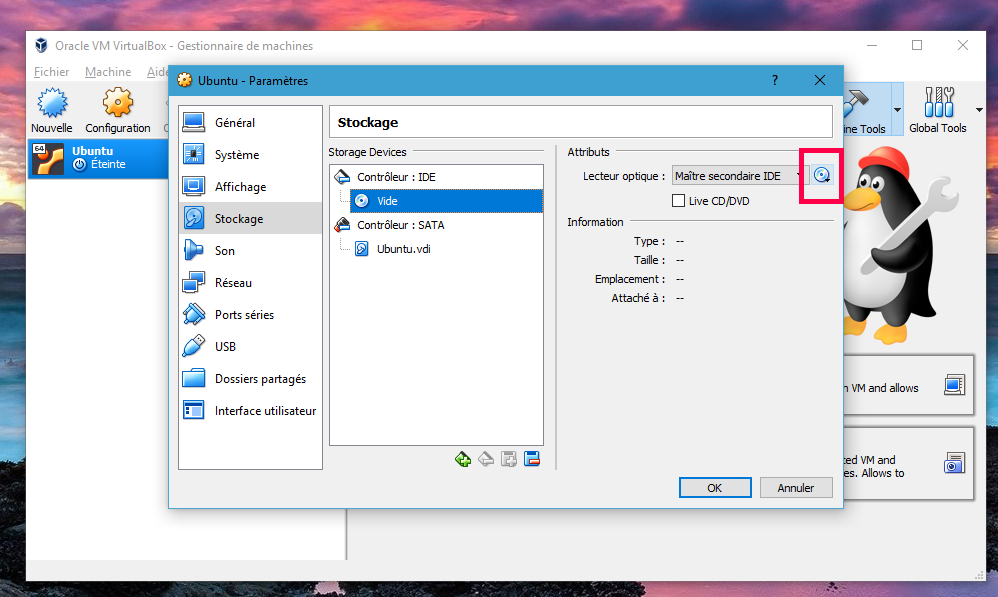 Oracle VM VirtualBox - Gestionnaire de machines
Fichier Machine Aide
Ubuntu - Paramètres ?
Nouvelle
Configuration
Tools
Global Tools
64
Ubuntu
Éteinte
Général
Système
Affichage
Stockage
Son
Réseau
Ports séries
USB
Dossiers partagés
Interface utilisateur
Stockage
Storage Devices
Contrôleur : IDE
Vide
Contrôleur : SATA
Ubuntu.vdi
Attributs
Lecteur optique : Maître secondaire IDE
Live CD/DVD
Information
Type : --
Taille : --
Emplacement : --
Attaché à : --
OK
Annuler
VM and allows
VM and
Allows to